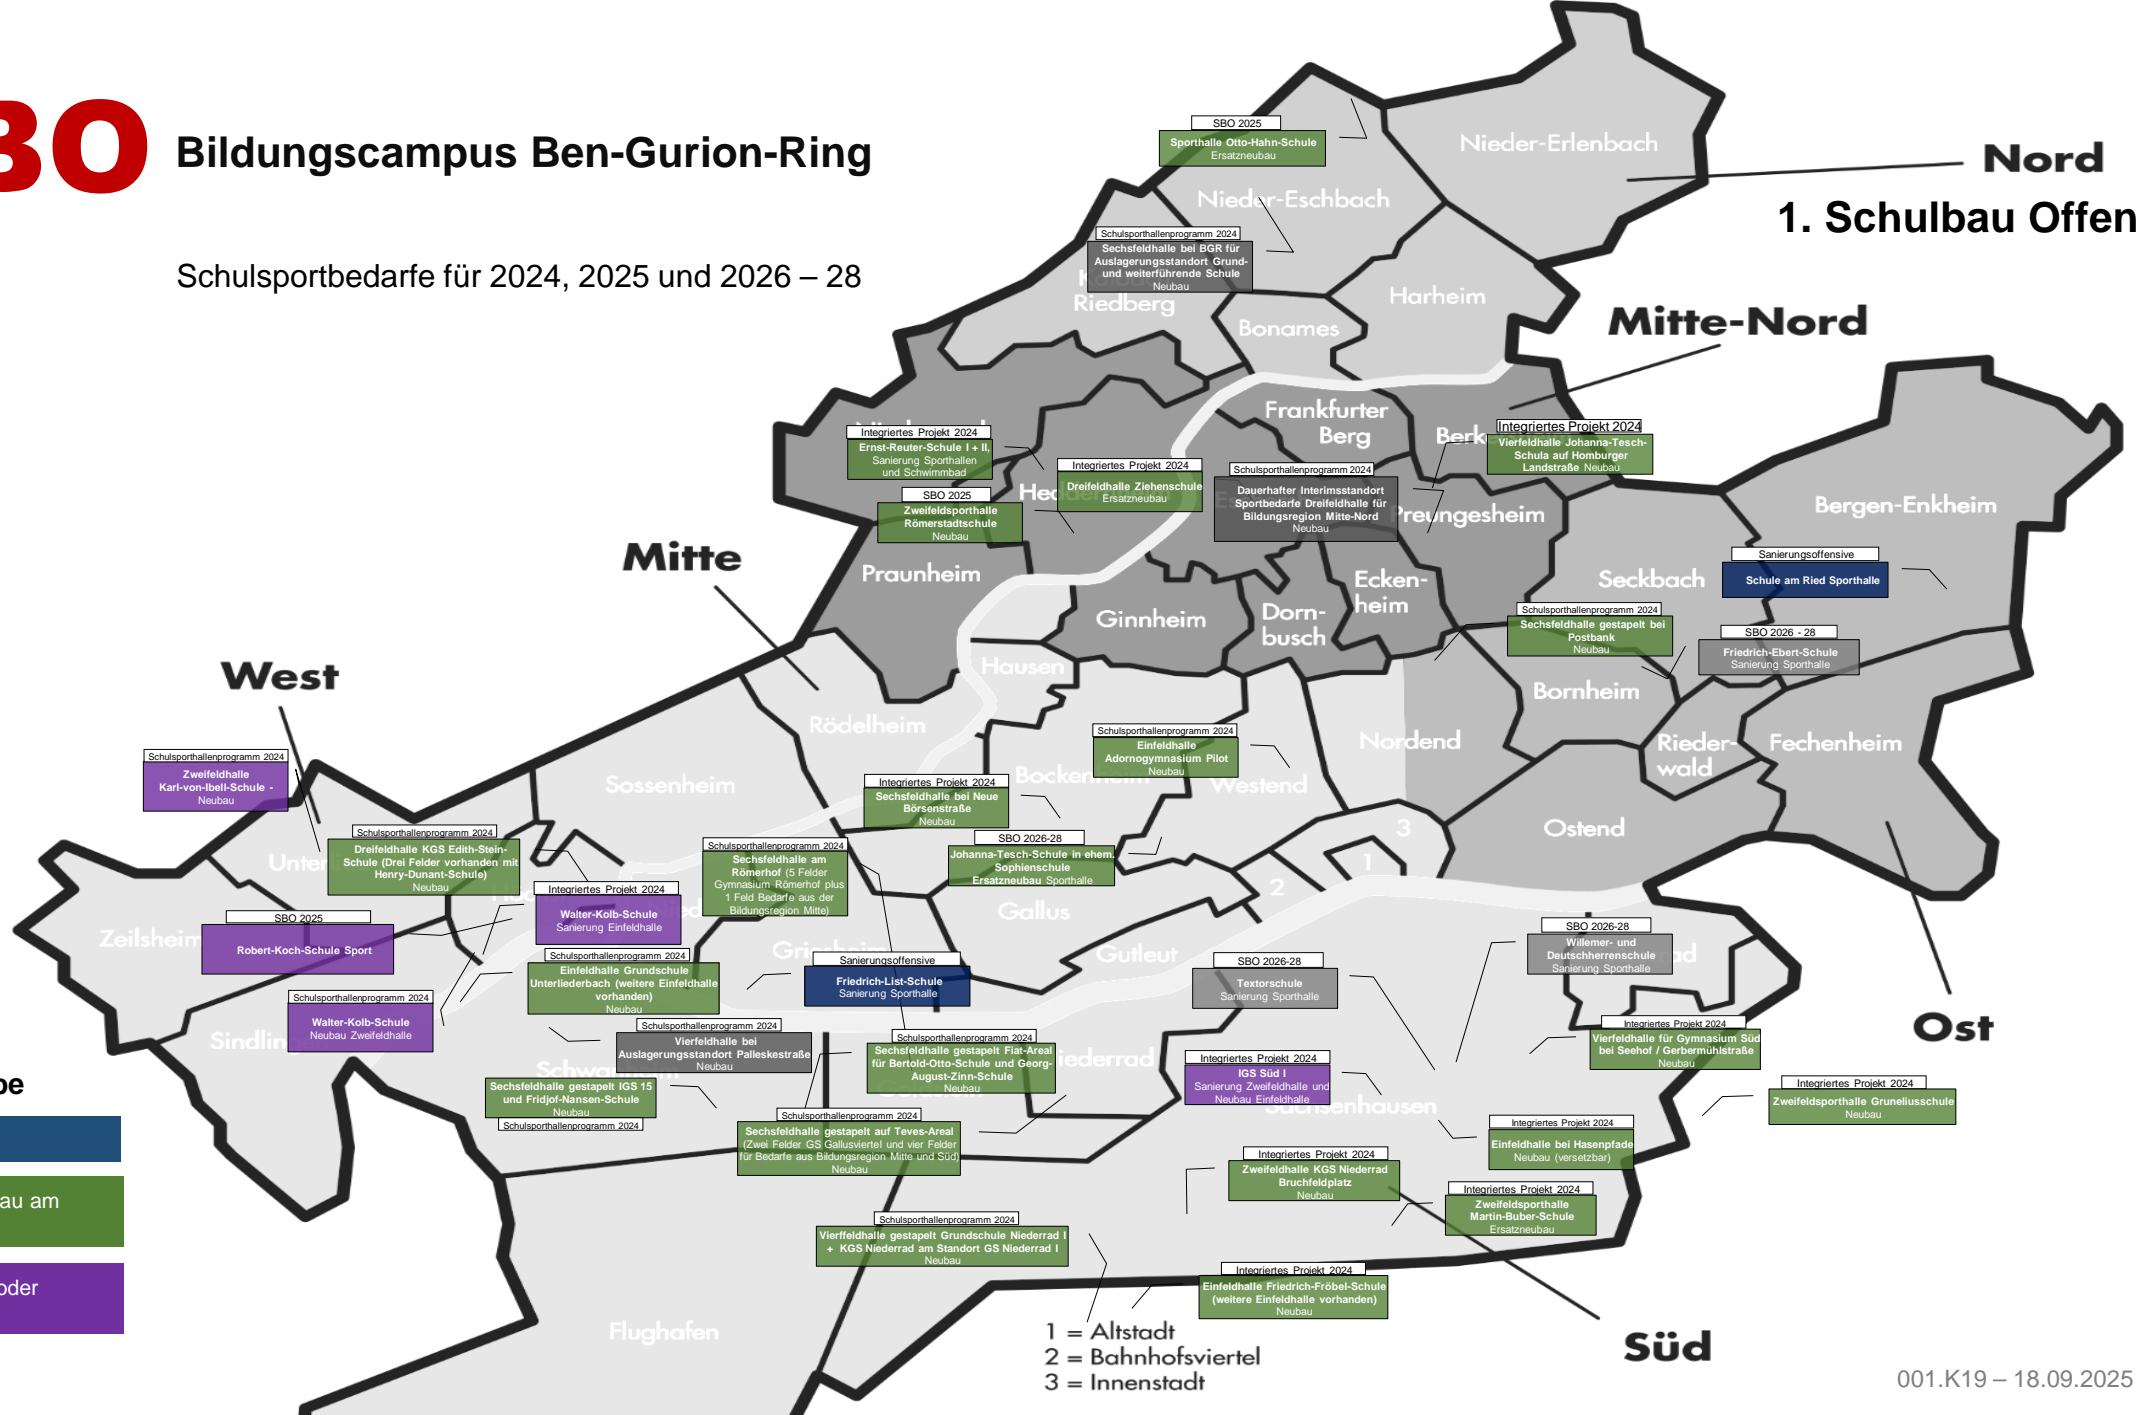 BO
Bildungscampus Ben-Gurion-Ring
Schulsportbedarfe für 2024, 2025 und 2026 – 28
Nord
1. Schulbau Offen
Nieder-Erlenbach
SBO 2025
Sporthalle Otto-Hahn-Schule
Ersatzneubau
Nieder-Eschbach
Schulsporthallenprogramm 2024
Sechsfeldhalle bei BGR für
Auslagerungsstandort Grund-
und weiterführende Schule
Neubau
Riedberg
Harheim
Bonames
Mitte-Nord
Frankfurter
Berg
Berk
Integriertes Projekt 2024
Vierfeldhalle Johanna-Tesch-
Schula auf Homburger
Landstraße Neubau
Integriertes Projekt 2024
Ernst-Reuter-Schule I + II,
Sanierung Sporthallen
und Schwimmbad
SBO 2025
Zweifeldsporthalle
Römerstadtschule
Neubau
Integriertes Projekt 2024
Dreifeldhalle Ziehenschule
Ersatzneubau
Schulsporthallenprogramm 2024
Dauerhafter Interimsstandort
Sportbedarfe Dreifeldhalle für
Bildungsregion Mitte-Nord
Neubau
Preungesheim
Bergen-Enkheim
Mitte
Praunheim
Ginnheim
Dorn-
busch
Ecken-
heim
Seckbach
Sanierungsoffensive
Schule am Ried Sporthalle
Schulsporthallenprogramm 2024
Sechsfeldhalle gestapelt bei
Postbank
Neubau
SBO 2026 - 28
Friedrich-Ebert-Schule
Sanierung Sporthalle
West
Hausen
Rödelheim
Bornheim
Nordend
Rieder-
wald
Fechenheim
Schulsporthallenprogramm 2024
Zweifeldhalle
Karl-von-Ibell-Schule -
Neubau
Sossenheim
Schulsporthallenprogramm 2024
Einfeldhalle
Adornogymnasium Pilot
Neubau
Westend
Integriertes Projekt 2024
Sechsfeldhalle bei Neue
Börsenstraße
Neubau
Ostend
3
1
2
Schulsporthallenprogramm 2024
Dreifeldhalle KGS Edith-Stein-
Schule (Drei Felder vorhanden mit
Henry-Dunant-Schule)
Neubau
Schulsporthallenprogramm 2024
Sechsfeldhalle am
Römerhof (5 Felder
Gymnasium Römerhof plus
1 Feld Bedarfe aus der
Bildungsregion Mitte)
SBO 2026-28
Johanna-Tesch-Schule in ehem.
Sophienschule
Ersatzneubau Sporthalle
Integriertes Projekt 2024
Walter-Kolb-Schule
Sanierung Einfeldhalle
Gallus
Zeilsheim
SBO 2025
Robert-Koch-Schule Sport
Griesheim
Gutleut
SBO 2026-28
Willemer- und
Deutschherrenschule
Sanierung Sporthalle
Schulsporthallenprogramm 2024
Einfeldhalle Grundschule
Unterliederbach (weitere Einfeldhalle
vorhanden)
Neubau
Sanierungsoffensive
Friedrich-List-Schule
Sanierung Sporthalle
SBO 2026-28
Textorschule
Sanierung Sporthalle
Schulsporthallenprogramm 2024
Walter-Kolb-Schule
Neubau Zweifeldhalle
Sindlin
Schulsporthallenprogramm 2024
Vierfeldhalle bei
Auslagerungsstandort Palleskestraße
Neubau
Schulsporthallenprogramm 2024
Sechsfeldhalle gestapelt Fiat-Areal
für Bertold-Otto-Schule und Georg-
August-Zinn-Schule
Neubau
iederrad
Integriertes Projekt 2024
Vierfeldhalle für Gymnasium Süd
bei Seehof / Gerbermühlstraße
Neubau
Ost
Integriertes Projekt 2024
IGS Süd I
Sanierung Zweifeldhalle und
Neubau Einfeldhalle
Sachsenhausen
Integriertes Projekt 2024
Zweifeldsporthalle Gruneliusschule
Neubau
Sechsfeldhalle gestapelt IGS 15
und Fridjof-Nansen-Schule
Neubau
Schulsporthallenprogramm 2024
be
Schulsporthallenprogramm 2024
Sechsfeldhalle gestapelt auf Teves-Areal
(Zwei Felder GS Gallusviertel und vier Felder
für Bedarfe aus Bildungsregion Mitte und Süd)
Neubau
Integriertes Projekt 2024
Einfeldhalle bei Hasenpfade
Neubau (versetzbar)
Integriertes Projekt 2024
Zweifeldhalle KGS Niederrad
Bruchfeldplatz
Neubau
Integriertes Projekt 2024
Zweifeldsporthalle
Martin-Buber-Schule
Ersatzneubau
au am
Schulsporthallenprogramm 2024
Vierffeldhalle gestapelt Grundschule Niederrad I
+ KGS Niederrad am Standort GS Niederrad I
Neubau
oder
Integriertes Projekt 2024
Einfeldhalle Friedrich-Fröbel-Schule
(weitere Einfeldhalle vorhanden)
Neubau
Flughafen
1 = Altstadt
2 = Bahnhofsviertel
3 = Innenstadt
Süd
001.K19 – 18.09.2025